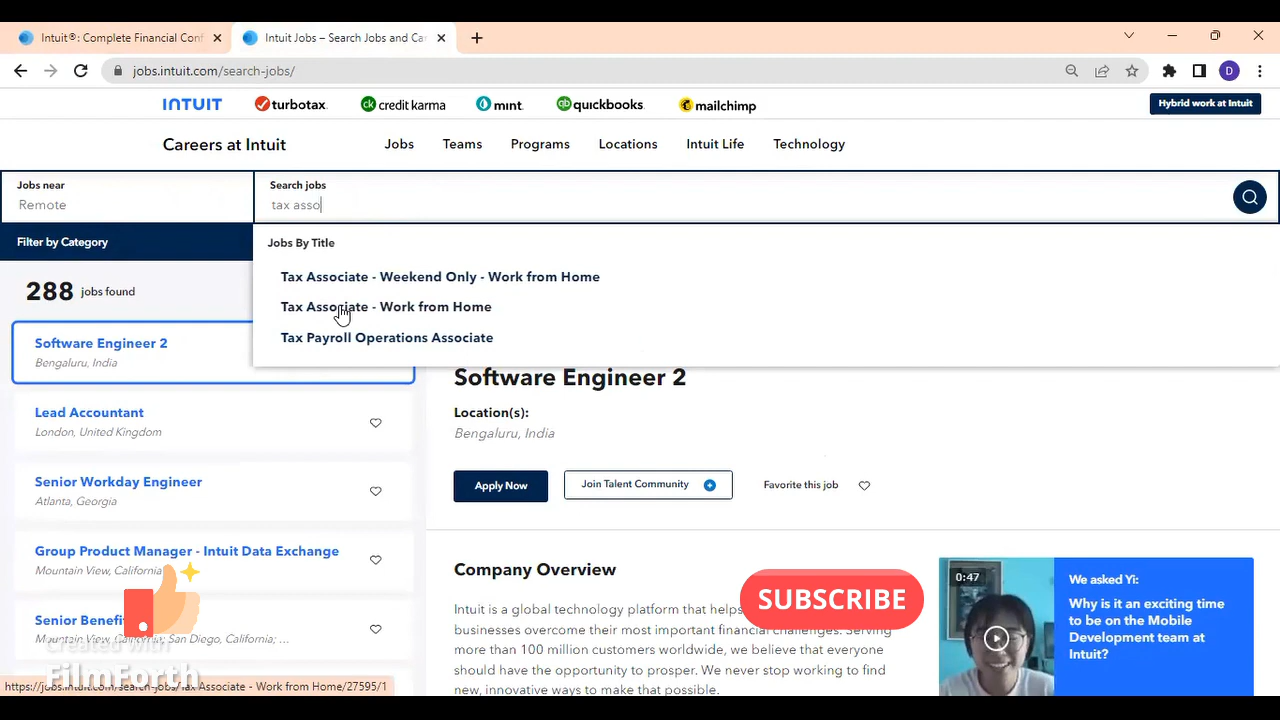 Intuit®: Complete Financial Conf
Intuit Jobs – Search Jobs and Ca
jobs.intuit.com/search-jobs/
D
INTUIT
turbotax
ck credit karma
mint
qb quickbooks
mailchimp
Hybrid work at Intuit
Careers at Intuit
Jobs
Teams
Programs
Locations
Intuit Life
Technology
Jobs near
Remote
Search jobs
tax asso
Filter by Category
Jobs By Title
Tax Associate - Weekend Only - Work from Home
Tax Associate - Work from Home
Tax Payroll Operations Associate
288 jobs found
Software Engineer 2
Bengaluru, India
Lead Accountant
London, United Kingdom
Senior Workday Engineer
Atlanta, Georgia
Group Product Manager - Intuit Data Exchange
Mountain View, California
Senior Benefi
Mountain View, California; San Diego, California; ...
Software Engineer 2
Location(s):
Bengaluru, India
Apply Now
Join Talent Community
Favorite this job
Company Overview
Intuit is a global technology platform that helps
businesses overcome their most important financial challenges. Serving
more than 100 million customers worldwide, we believe that everyone
should have the opportunity to prosper. We never stop working to find
new, innovative ways to make that possible.
0:47
We asked Yi:
Why is it an exciting time
to be on the Mobile
Development team at
Intuit?
SUBSCRIBE
Created with
FilmForth
https://jobs.intuit.com/search-jobs/Tax Associate - Work from Home/27595/1